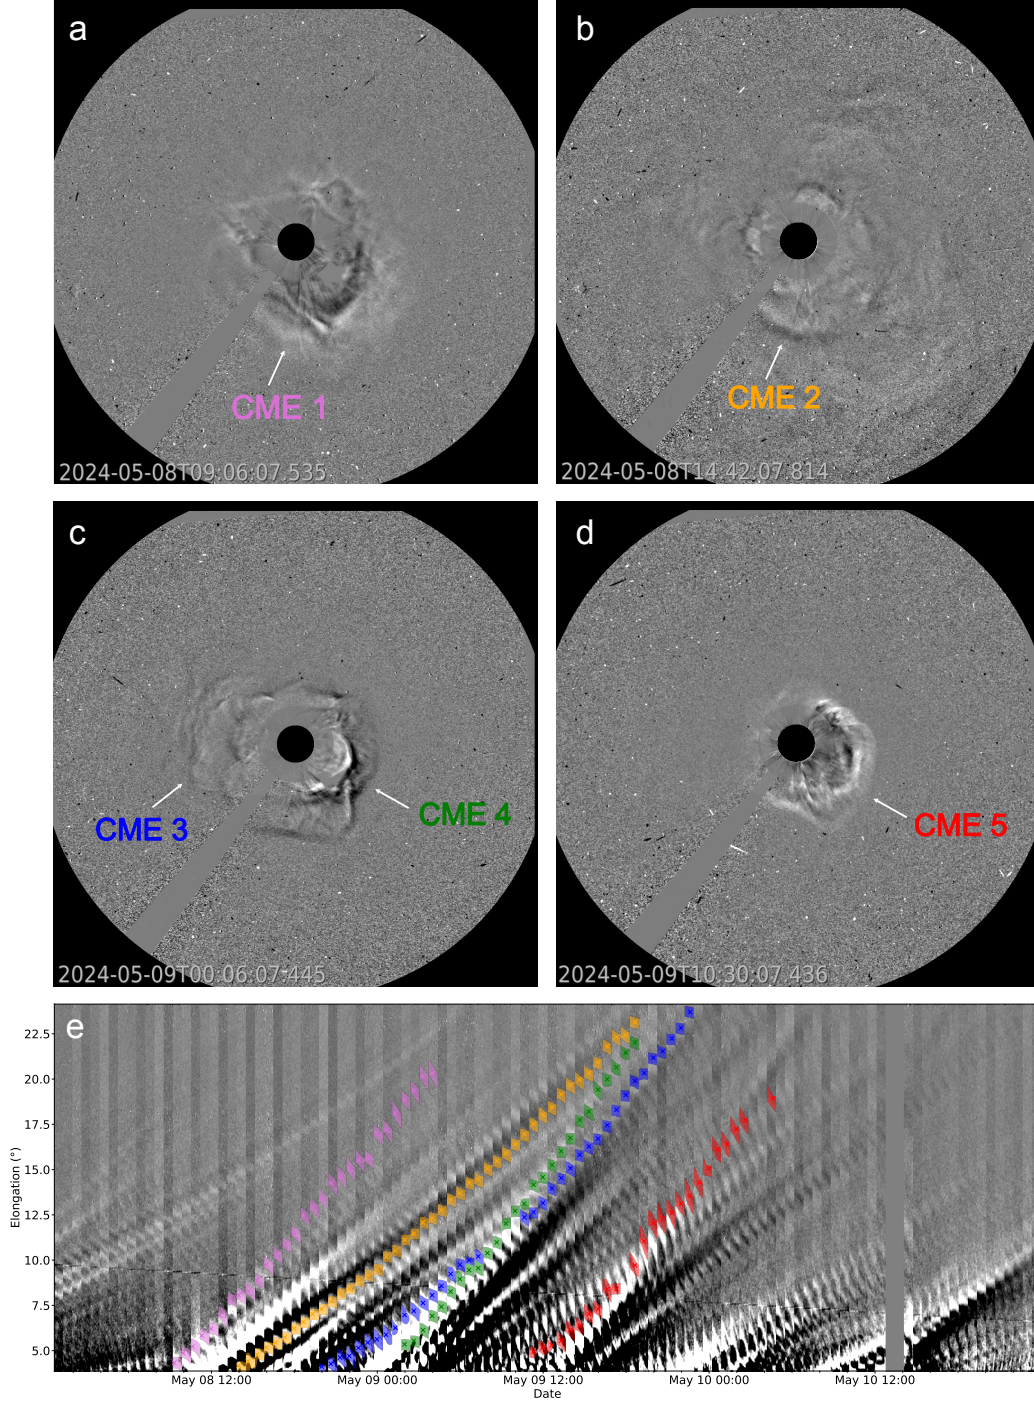 a
b
CME 1
CME 2
2024-05-08T09:06:07.535
2024-05-08T14:42:07.814
c
d
CME 3
CME 4
CME 5
2024-05-09T00:06:07.445
2024-05-09T10:30:07.436
e
22.5
20.0
17.5
15.0
12.5
10.0
7.5
5.0
Elongation (°)
May 08 12:00
May 09 00:00
May 09 12:00
May 10 00:00
May 10 12:00
Date